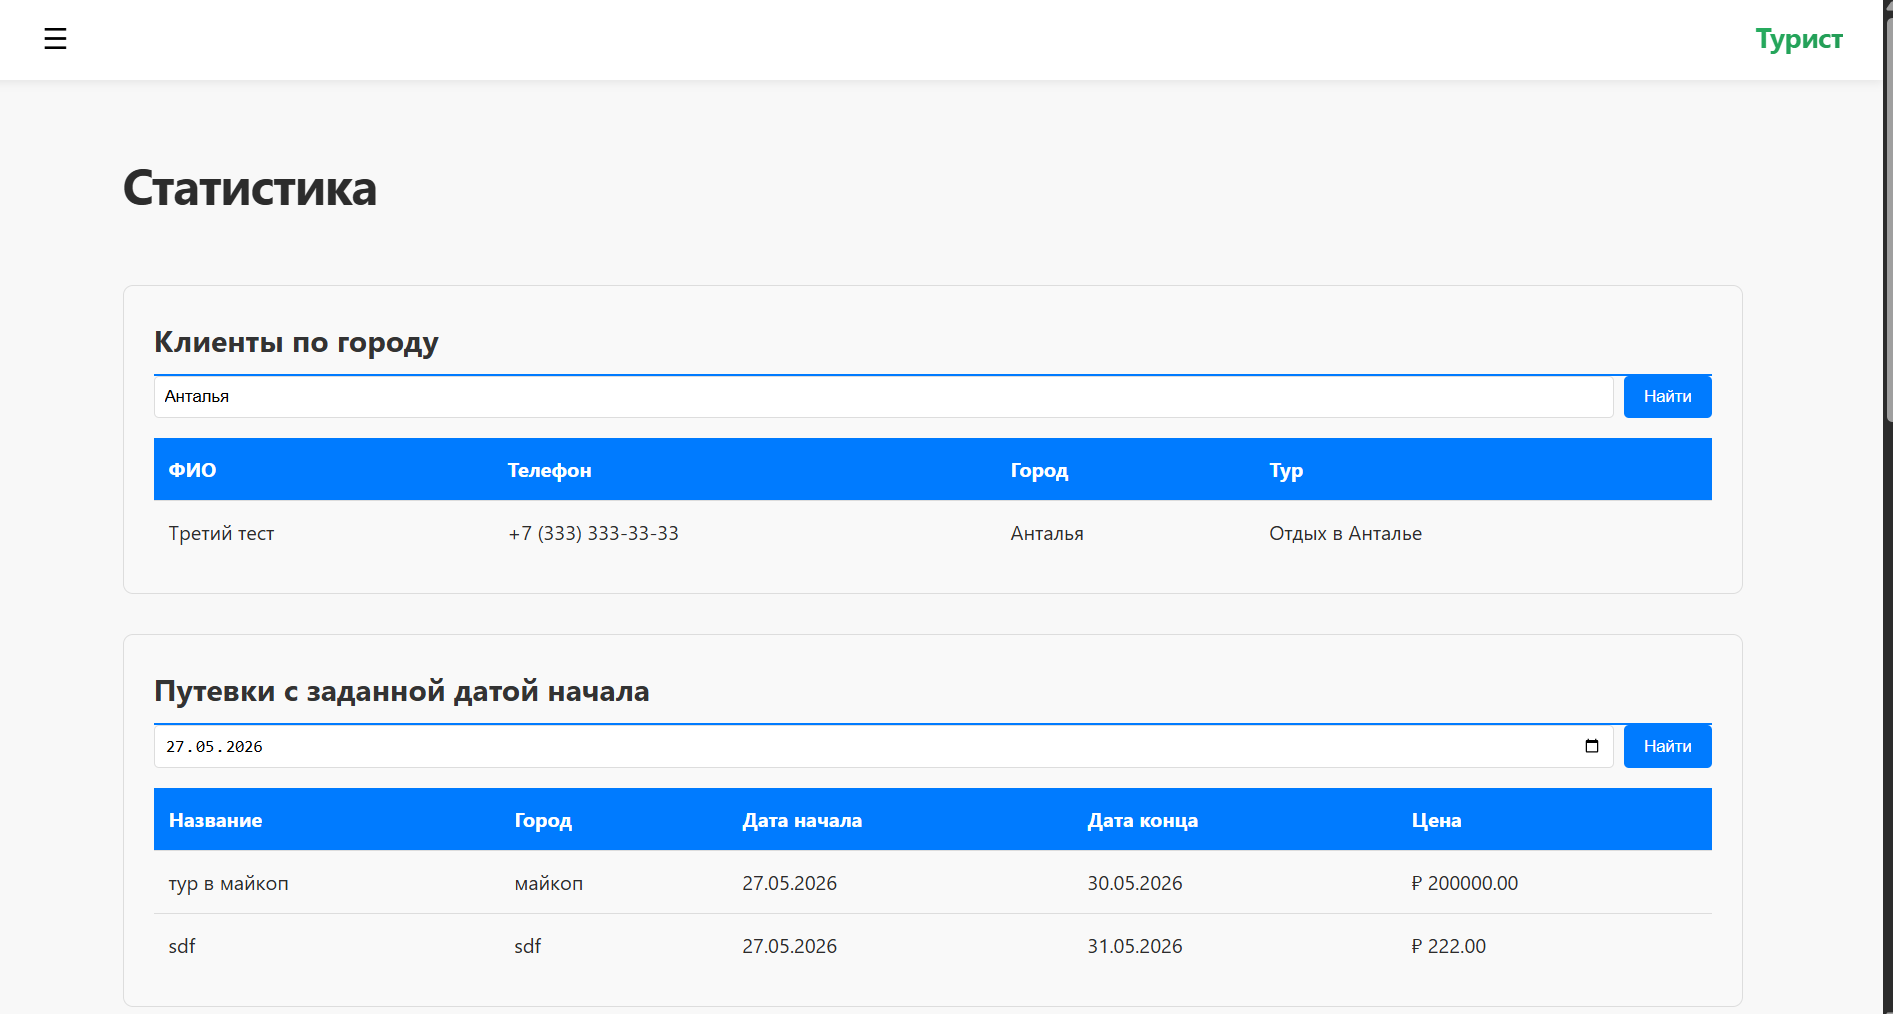 ☰ Турист
Статистика
Клиенты по городу
Анталья Найти
ФИО Телефон Город Тур
Третий тест +7 (333) 333-33-33 Анталья Отдых в Анталье
Путевки с заданной датой начала
27.05.2026 Найти
Название Город Дата начала Дата конца Цена
тур в майкоп майкоп 27.05.2026 30.05.2026 ₽ 200000.00
sdf sdf 27.05.2026 31.05.2026 ₽ 222.00